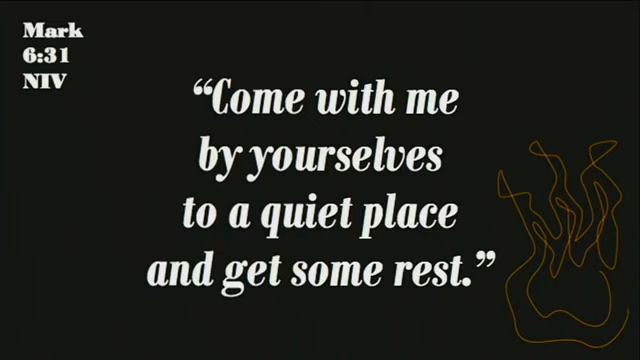 Mark
6:31
NIV
“Come with me
by yourselves
to a quiet place
and get some rest.”